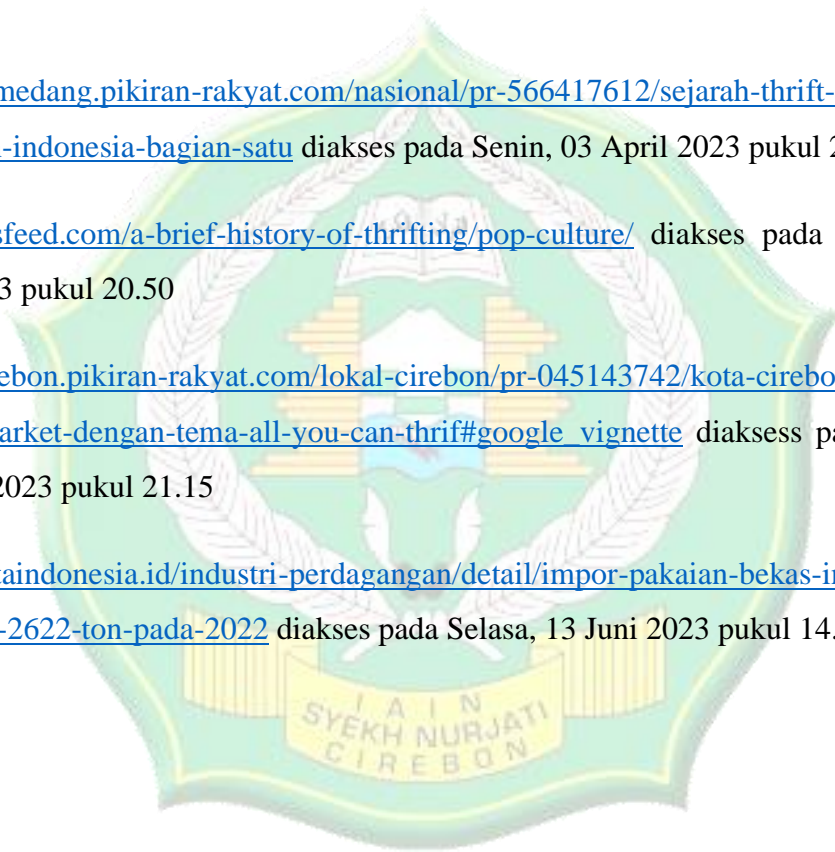 medang.pikiran-rakyat.com/nasional/pr-566417612/sejarah-thrift-
-indonesia-bagian-satu diakses pada Senin, 03 April 2023 pukul 2
sfeed.com/a-brief-history-of-thrifting/pop-culture/ diakses pada
3 pukul 20.50
ebon.pikiran-rakyat.com/lokal-cirebon/pr-045143742/kota-cirebo
arket-dengan-tema-all-you-can-thrif#google_vignette diaksess pa
2023 pukul 21.15
taindonesia.id/industri-perdagangan/detail/impor-pakaian-bekas-i
-2622-ton-pada-2022 diakses pada Selasa, 13 Juni 2023 pukul 14.
IAIN
SYEKH NURJATI
CIREBON